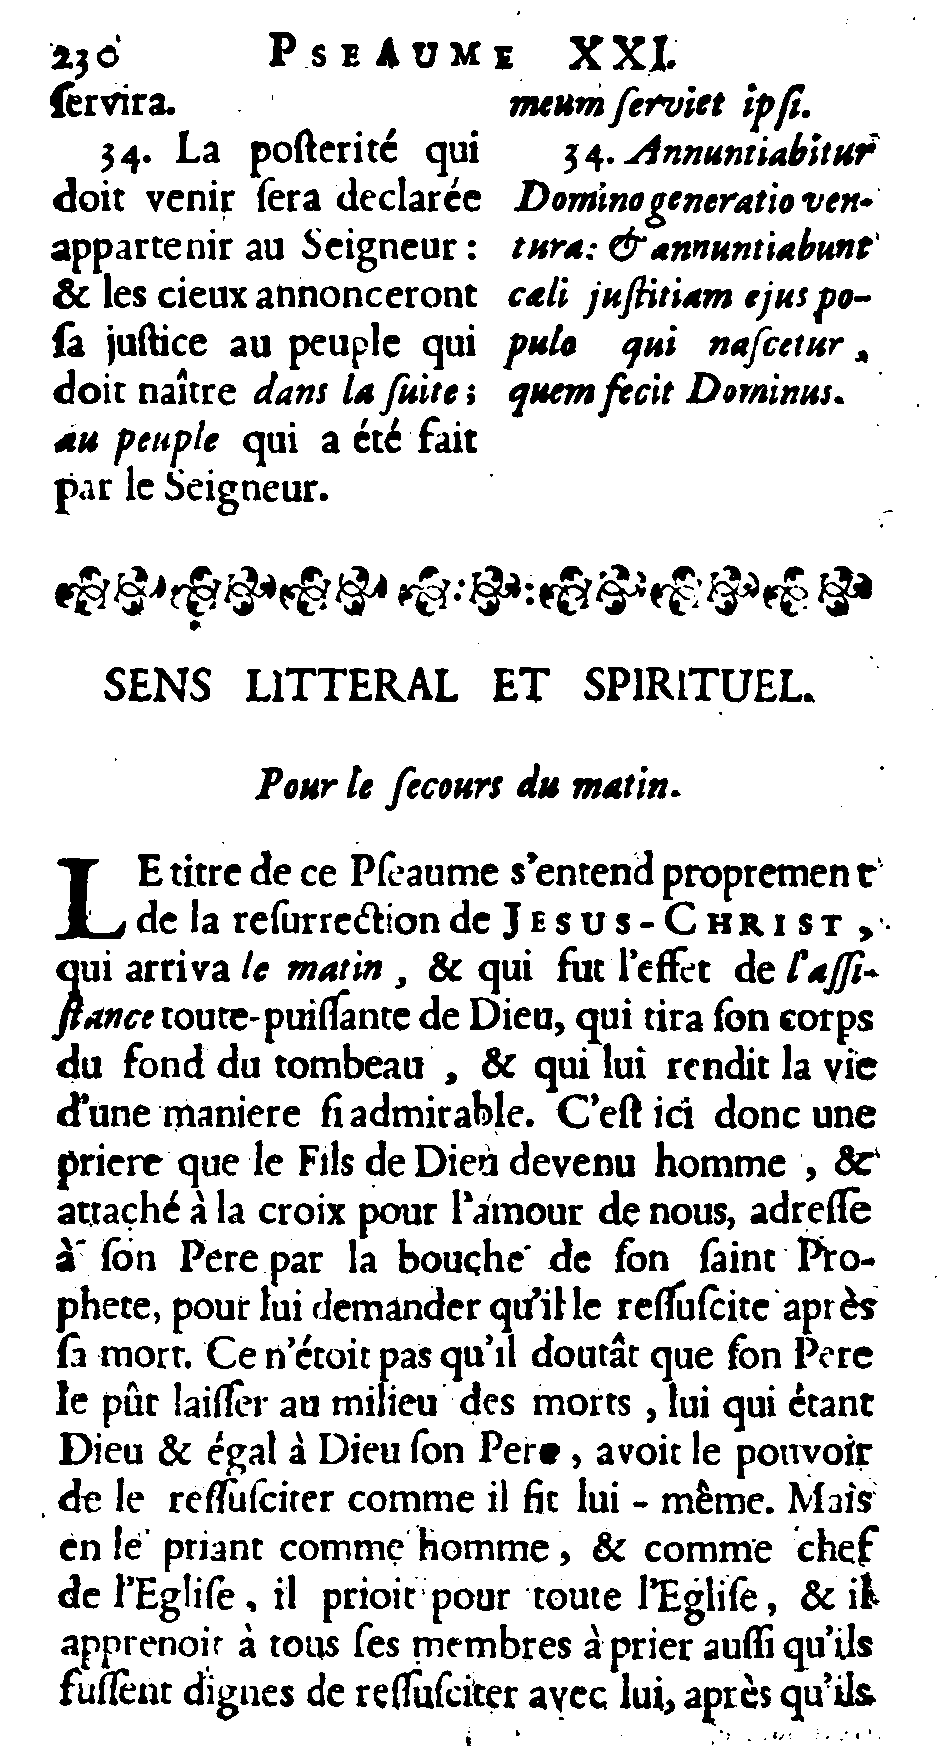 230 PSEAUME XXI.
ſervira.
34. La poſterité qui
doit venir ſera declarée
appartenir au Seigneur :
& les cieux annonceront
ſa juſtice au peuple qui
doit naître dans la ſuite ;
au peuple qui a été fait
par le Seigneur.
meum ſerviet ipſi.
34. Annuntiabitur
Domino generatio ven-
tura: & annuntiabunt
cæli juſtitiam ejus po-
pulo qui naſcetur,
quem fecit Dominus.
SENS LITTERAL ET SPIRITUEL.
Pour le ſecours du matin.
LE titre de ce Pſeaume s'entend proprement
de la reſurrection de JESUS-CHRIST,
qui arriva le matin, & qui fut l'effet de l'aſſi-
ſtance toute-puiſſante de Dieu, qui tira ſon corps
du fond du tombeau, & qui lui rendit la vie
d'une maniere ſi admirable. C'eſt ici donc une
priere que le Fils de Dieu devenu homme, &
attaché à la croix pour l'amour de nous, adreſſe
à ſon Pere par la bouche de ſon ſaint Pro-
phete, pour lui demander qu'il le reſſuſcite après
ſa mort. Ce n'étoit pas qu'il doutât que ſon Pere
le pût laiſſer au milieu des morts, lui qui étant
Dieu & égal à Dieu ſon Pere, avoit le pouvoir
de le reſſuſciter comme il fit lui-même. Mais
en le priant comme homme, & comme chef
de l'Egliſe, il prioit pour toute l'Egliſe, & il
apprenoit à tous ſes membres à prier auſſi qu'ils
fuſſent dignes de reſſuſciter avec lui, après qu'ils